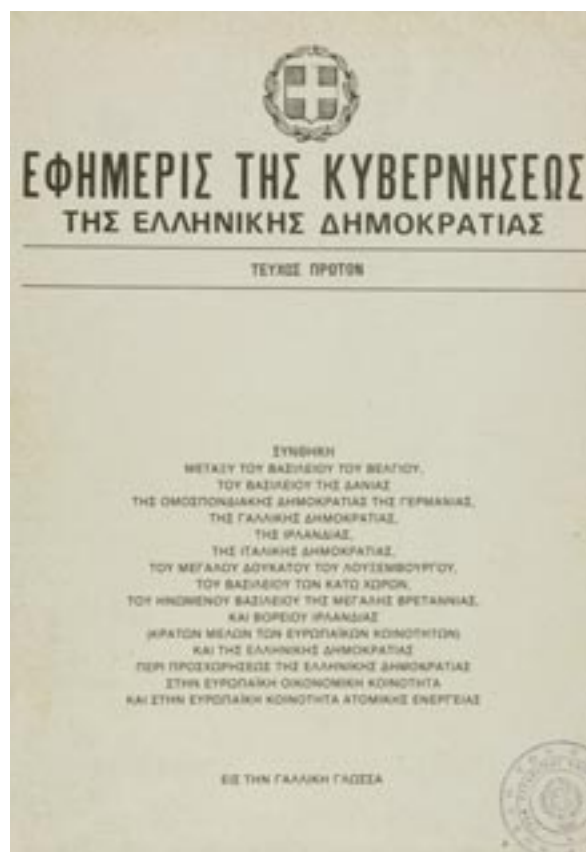 ΕΦΗΜΕΡΙΣ ΤΗΣ ΚΥΒΕΡΝΗΣΕΩΣ
ΤΗΣ ΕΛΛΗΝΙΚΗΣ ΔΗΜΟΚΡΑΤΙΑΣ
ΤΕΥΧΟΣ ΠΡΩΤΟΝ
ΣΥΝΘΗΚΗ
ΜΕΤΑΞΥ ΤΟΥ ΒΑΣΙΛΕΙΟΥ ΤΟΥ ΒΕΛΓΙΟΥ,
ΤΟΥ ΒΑΣΙΛΕΙΟΥ ΤΗΣ ΔΑΝΙΑΣ
ΤΗΣ ΟΜΟΣΠΟΝΔΙΑΚΗΣ ΔΗΜΟΚΡΑΤΙΑΣ ΤΗΣ ΓΕΡΜΑΝΙΑΣ,
ΤΗΣ ΓΑΛΛΙΚΗΣ ΔΗΜΟΚΡΑΤΙΑΣ,
ΤΗΣ ΙΡΛΑΝΔΙΑΣ,
ΤΗΣ ΙΤΑΛΙΚΗΣ ΔΗΜΟΚΡΑΤΙΑΣ,
ΤΟΥ ΜΕΓΑΛΟΥ ΔΟΥΚΑΤΟΥ ΤΟΥ ΛΟΥΞΕΜΒΟΥΡΓΟΥ,
ΤΟΥ ΒΑΣΙΛΕΙΟΥ ΤΩΝ ΚΑΤΩ ΧΩΡΩΝ,
ΤΟΥ ΗΝΩΜΕΝΟΥ ΒΑΣΙΛΕΙΟΥ ΤΗΣ ΜΕΓΑΛΗΣ ΒΡΕΤΑΝΝΙΑΣ,
ΚΑΙ ΒΟΡΕΙΟΥ ΙΡΛΑΝΔΙΑΣ
(ΚΡΑΤΩΝ ΜΕΛΩΝ ΤΩΝ ΕΥΡΩΠΑΪΚΩΝ ΚΟΙΝΟΤΗΤΩΝ)
ΚΑΙ ΤΗΣ ΕΛΛΗΝΙΚΗΣ ΔΗΜΟΚΡΑΤΙΑΣ
ΠΕΡΙ ΠΡΟΣΧΩΡΗΣΕΩΣ ΤΗΣ ΕΛΛΗΝΙΚΗΣ ΔΗΜΟΚΡΑΤΙΑΣ
ΣΤΗΝ ΕΥΡΩΠΑΪΚΗ ΟΙΚΟΝΟΜΙΚΗ ΚΟΙΝΟΤΗΤΑ
ΚΑΙ ΣΤΗΝ ΕΥΡΩΠΑΪΚΗ ΚΟΙΝΟΤΗΤΑ ΑΤΟΜΙΚΗΣ ΕΝΕΡΓΕΙΑΣ
ΕΙΣ ΤΗΝ ΓΑΛΛΙΚΗ ΓΛΩΣΣΑ